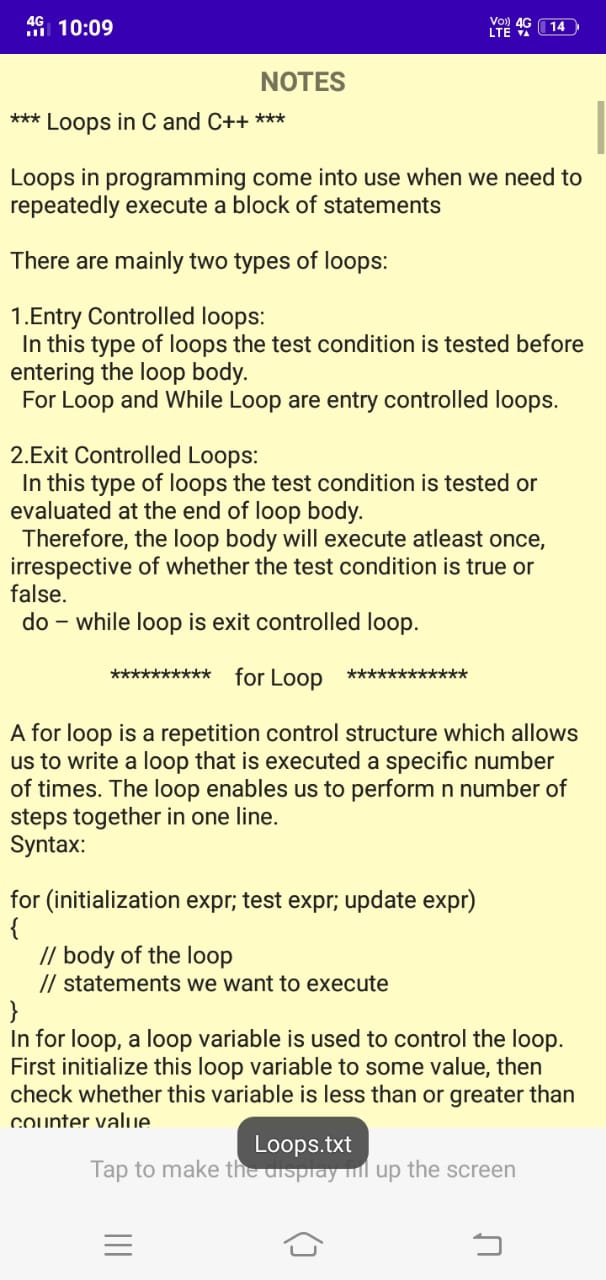 4G 10:09 Vo)) LTE 4G 14
NOTES
*** Loops in C and C++ ***
Loops in programming come into use when we need to
repeatedly execute a block of statements
There are mainly two types of loops:
1.Entry Controlled loops:
In this type of loops the test condition is tested before
entering the loop body.
For Loop and While Loop are entry controlled loops.
2.Exit Controlled Loops:
In this type of loops the test condition is tested or
evaluated at the end of loop body.
Therefore, the loop body will execute atleast once,
irrespective of whether the test condition is true or
false.
do – while loop is exit controlled loop.
********** for Loop ************
A for loop is a repetition control structure which allows
us to write a loop that is executed a specific number
of times. The loop enables us to perform n number of
steps together in one line.
Syntax:
for (initialization expr; test expr; update expr)
{
// body of the loop
// statements we want to execute
}
In for loop, a loop variable is used to control the loop.
First initialize this loop variable to some value, then
check whether this variable is less than or greater than
counter value
Loops.txt
Tap to make the display fill up the screen